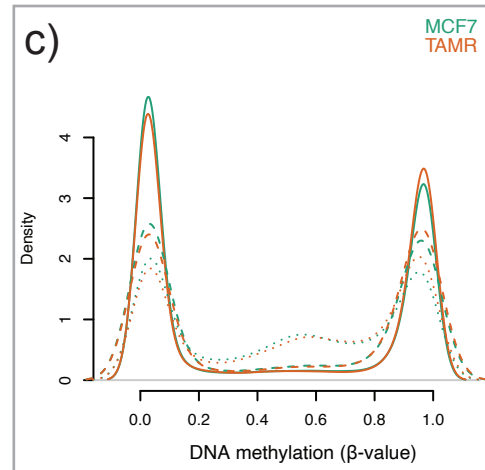 c)
MCF7
TAMR
4
3
2
1
0
Density
0.0 0.2 0.4 0.6 0.8 1.0
DNA methylation (β-value)